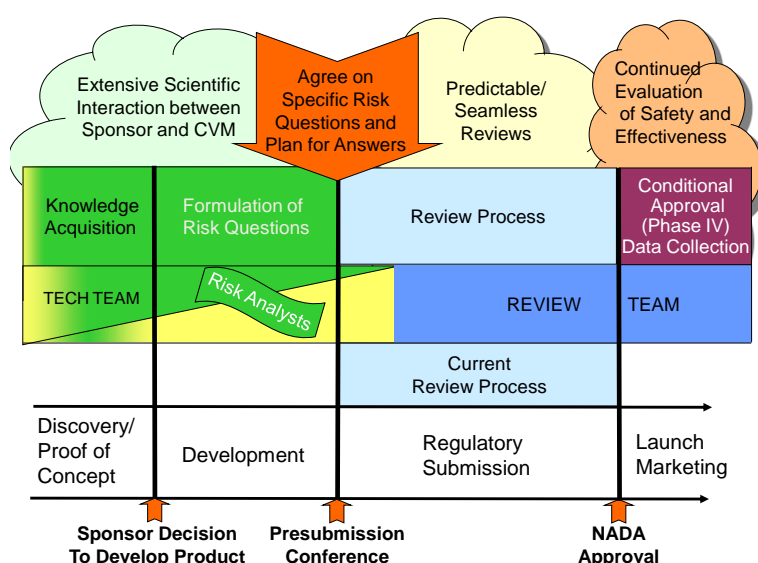 Extensive Scientific
Interaction between
Sponsor and CVM
Agree on
Specific Risk
Questions and
Plan for Answers
Predictable/
Seamless
Reviews
Continued
Evaluation
of Safety and
Effectiveness
Knowledge
Acquisition
Formulation of
Risk Questions
Review Process
Conditional
Approval
(Phase IV)
Data Collection
TECH TEAM
Risk Analysts
REVIEW TEAM
Current
Review Process
Discovery/
Proof of
Concept
Development
Regulatory
Submission
Launch
Marketing
Sponsor Decision
To Develop Product
Presubmission
Conference
NADA
Approval